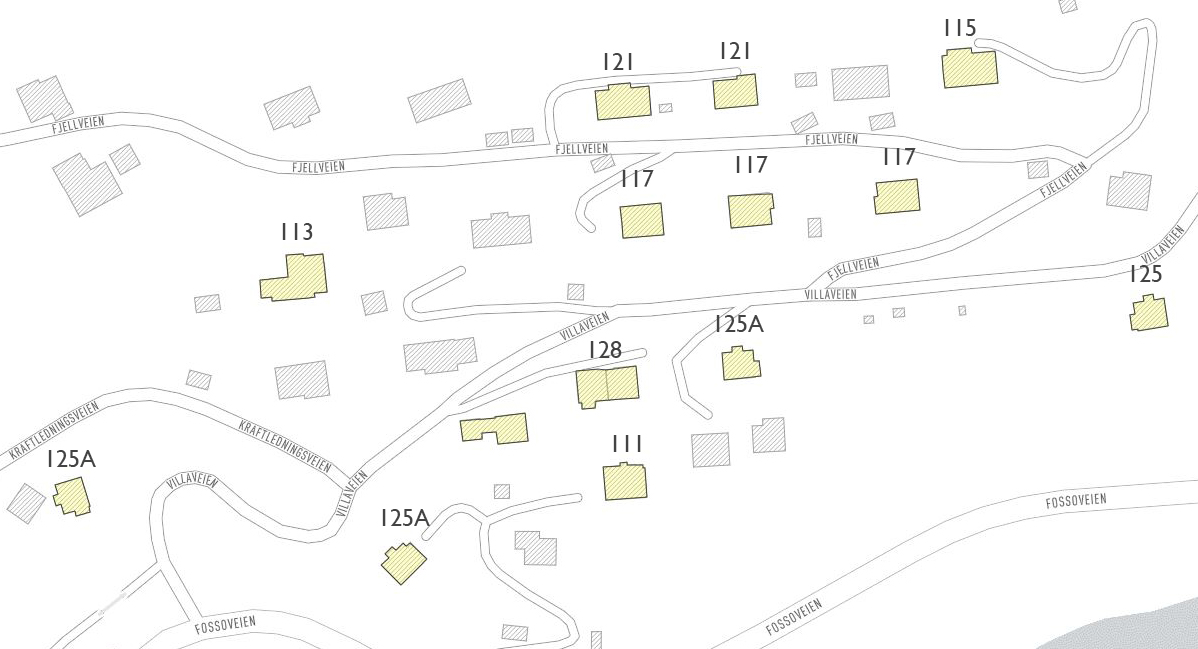 115
121
121
FJELLVEIEN
FJELLVEIEN
FJELLVEIEN
FJELLVEIEN
117
117
117
FJELLVEIEN
113
VILLAVEIEN
FJELLVEIEN
125
VILLAVEIEN
VILLAVEIEN
125A
128
KRAFTLEDNINGSVEIEN
KRAFTLEDNINGSVEIEN
111
125A
VILLAVEIEN
VILLAVEIEN
FOSSOVEIEN
125A
FOSSOVEIEN
FOSSOVEIEN